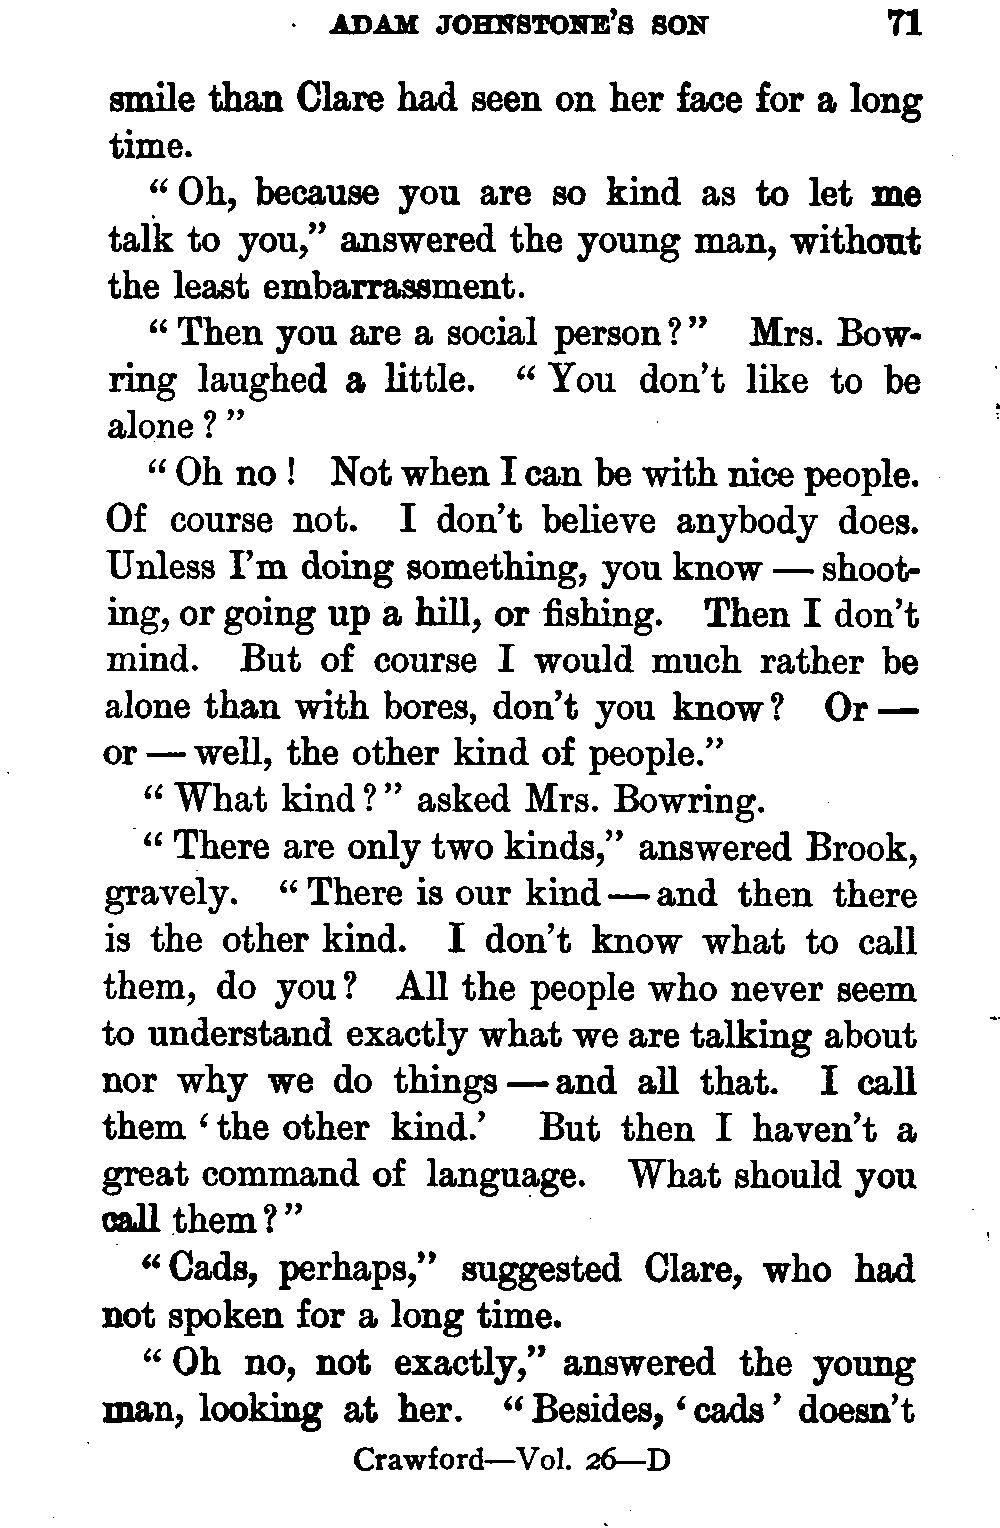 ADAM JOHNSTONE'S SON 71
smile than Clare had seen on her face for a long
time.
"Oh, because you are so kind as to let me
talk to you," answered the young man, without
the least embarrassment.
"Then you are a social person?" Mrs. Bow-
ring laughed a little. "You don't like to be
alone?"
"Oh no! Not when I can be with nice people.
Of course not. I don't believe anybody does.
Unless I'm doing something, you know — shoot-
ing, or going up a hill, or fishing. Then I don't
mind. But of course I would much rather be
alone than with bores, don't you know? Or —
or — well, the other kind of people."
"What kind?" asked Mrs. Bowring.
"There are only two kinds," answered Brook,
gravely. "There is our kind — and then there
is the other kind. I don't know what to call
them, do you? All the people who never seem
to understand exactly what we are talking about
nor why we do things — and all that. I call
them 'the other kind.' But then I haven't a
great command of language. What should you
call them?"
"Cads, perhaps," suggested Clare, who had
not spoken for a long time.
"Oh no, not exactly," answered the young
man, looking at her. "Besides, 'cads' doesn't
Crawford—Vol. 26—D